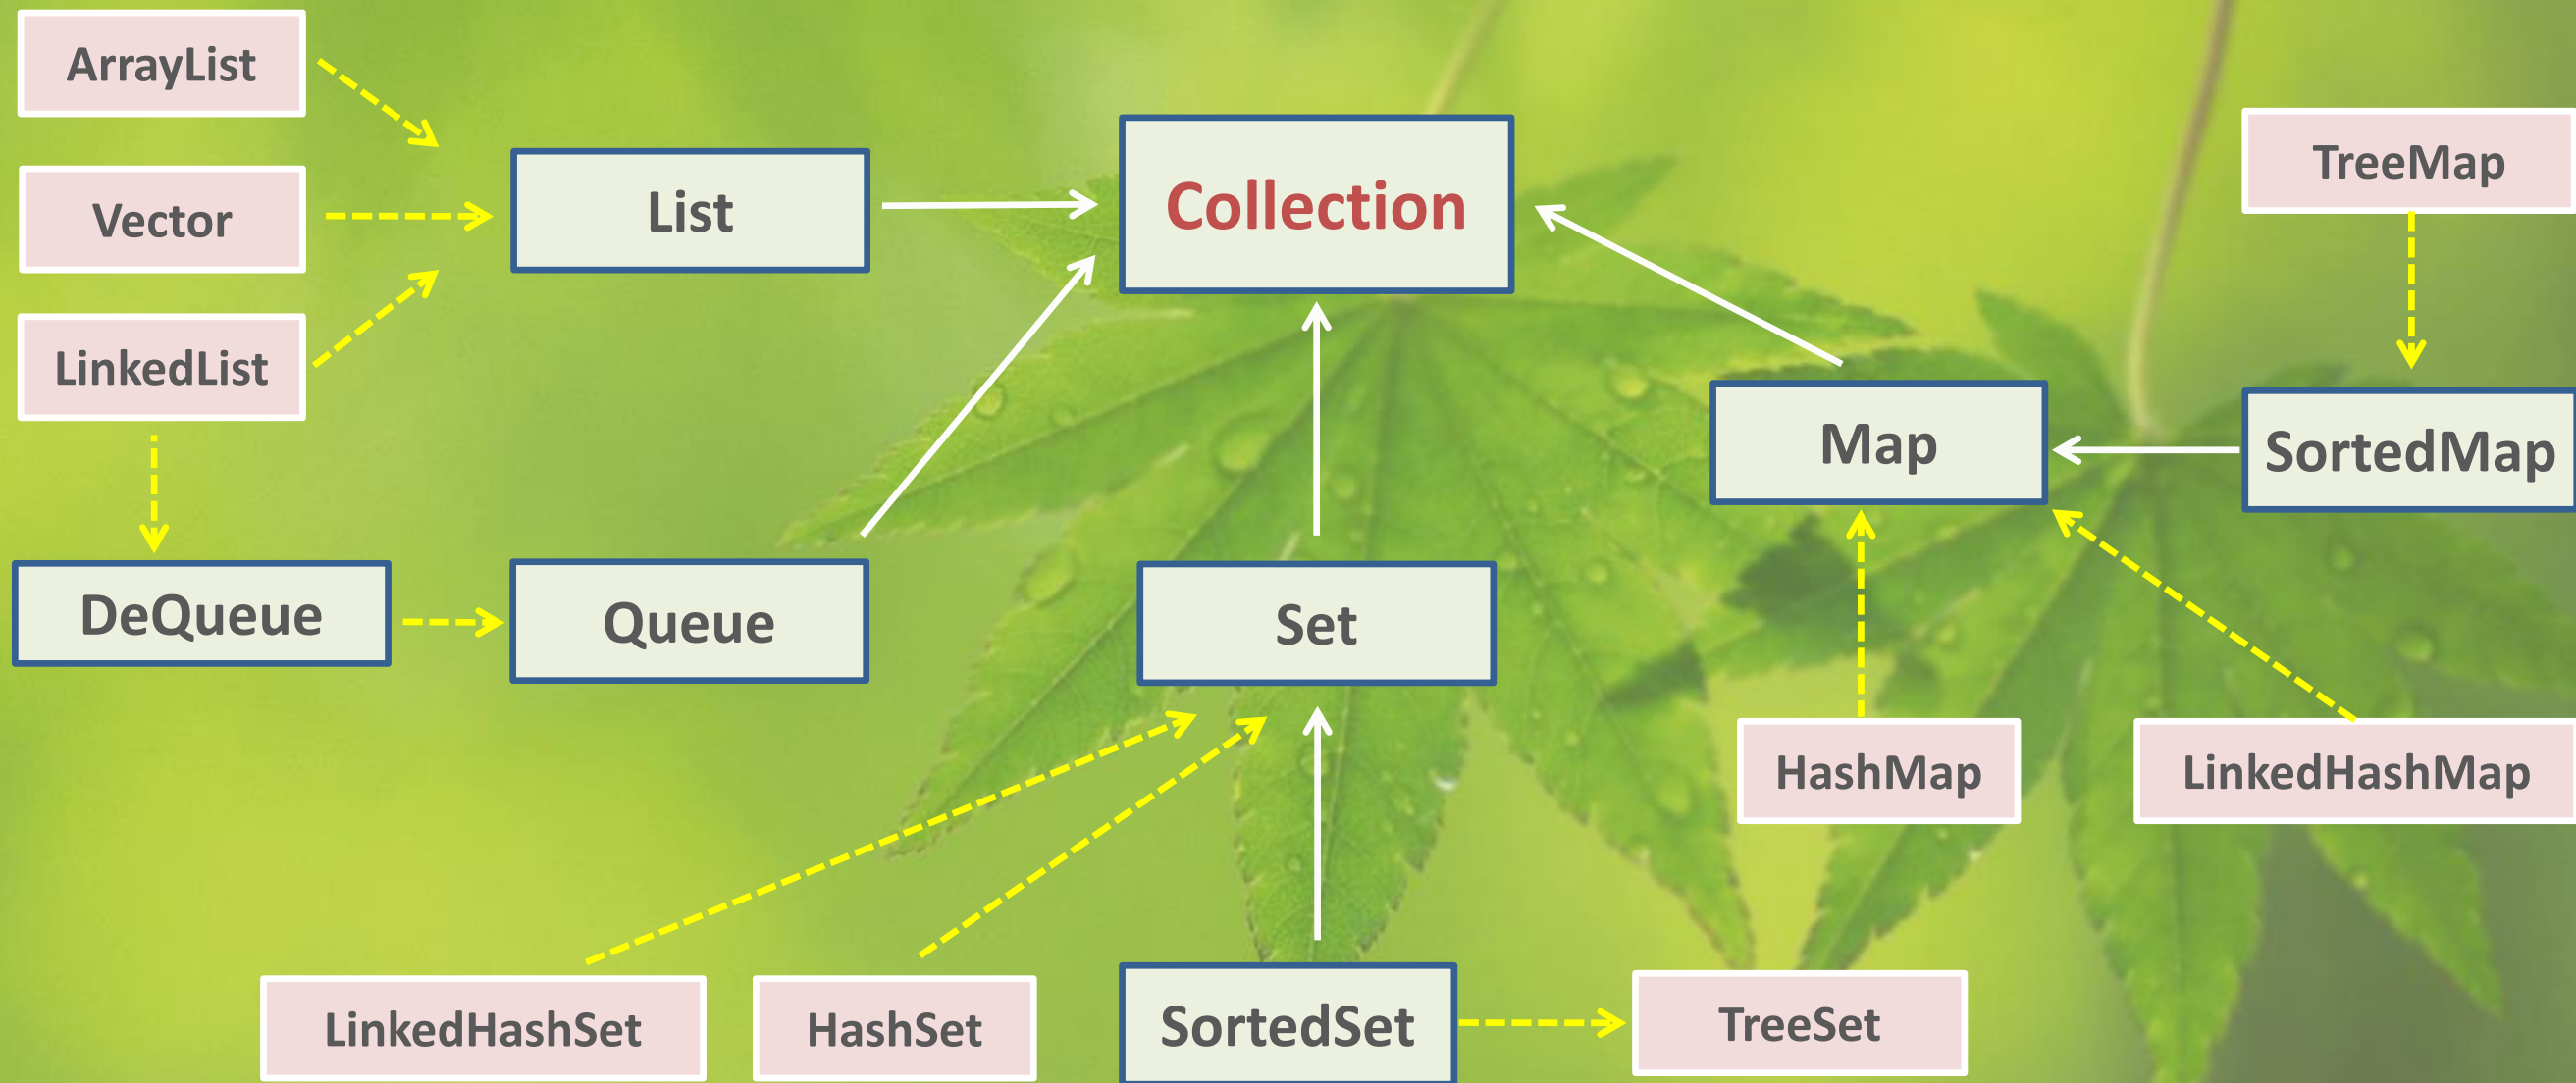 ArrayList
Vector
LinkedList
List
Collection
TreeMap
Map
SortedMap
DeQueue
Queue
Set
HashMap
LinkedHashMap
LinkedHashSet
HashSet
SortedSet
TreeSet